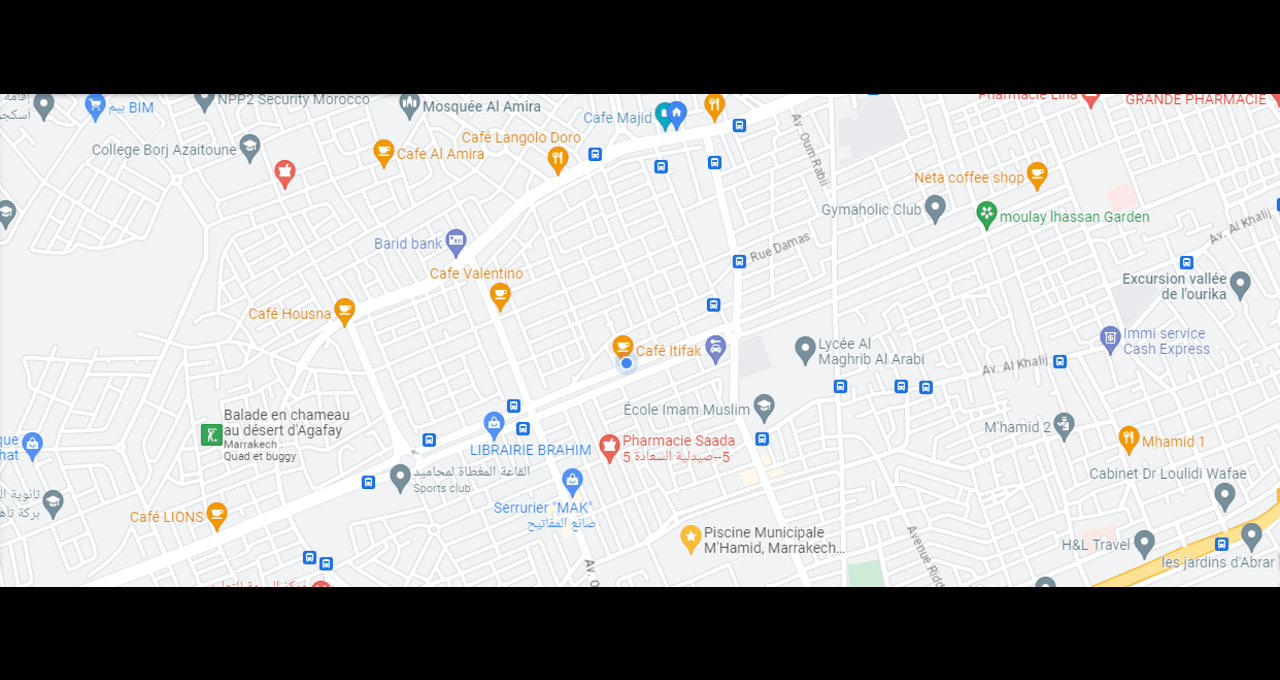 إقامة
NPP2 Security Morocco
Mosquée Al Amira
Pharmacie Lina
GRANDE PHARMACIE
بيم BIM
Cafe Majid
Café Langolo Doro
Av. Oum Rabii
College Borj Azaitoune
Cafe Al Amira
Neta coffee shop
Gymaholic Club
moulay lhassan Garden
Av. Al Khalij
Barid bank
Rue Damas
Cafe Valentino
Excursion vallée
de l'ourika
Café Housna
Immi service
Cash Express
Café Itifak
Lycée Al
Maghrib Al Arabi
Av. Al Khalij
Balade en chameau
au désert d'Agafay
Marrakech
Quad et buggy
École Imam Muslim
M'hamid 2
Mhamid 1
LIBRAIRIE BRAHIM
Pharmacie Saada
5 صيدلية السعادة--5
القاعة المغطاة لمحاميد
Sports club
Cabinet Dr Loulidi Wafae
Serrurier "MAK"
صانع المفاتيح
Café LIONS
Piscine Municipale
M'Hamid, Marrakech...
H&L Travel
les jardins d'Abrar
Avenue Ridd
Av. O